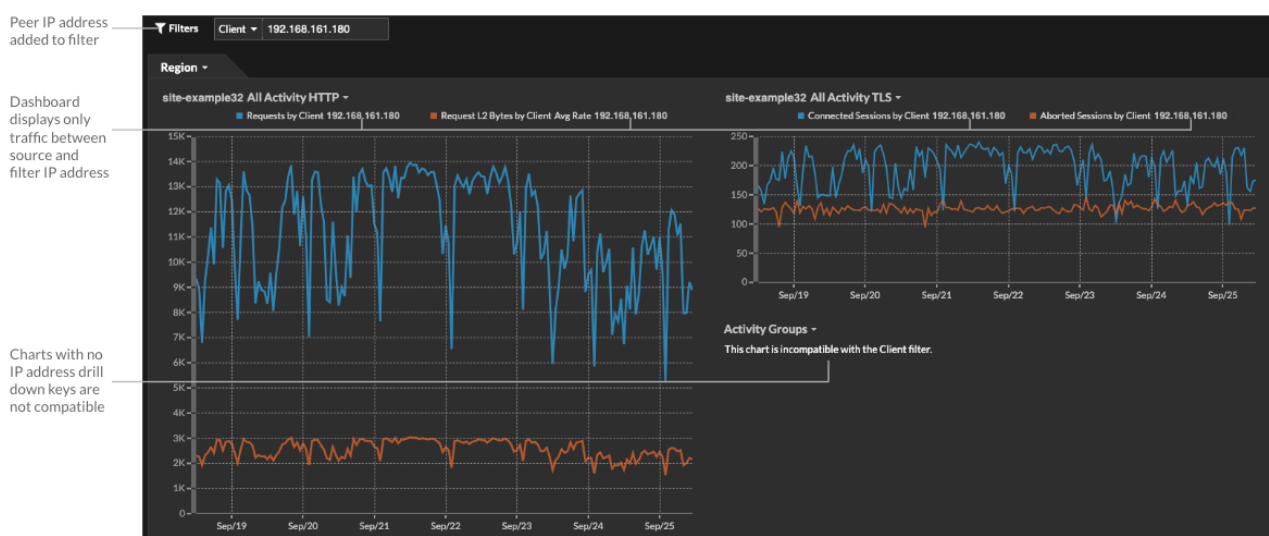 Peer IP address
added to filter
Filters
Client
192.168.161.180
Region
Dashboard
displays only
traffic between
source and
filter IP address
site-example32 All Activity HTTP
Requests by Client 192.168.161.180
Request L2 Bytes by Client Avg Rate 192.168.161.180
15K
14K
13K
12K
11K
10K
9K
8K
7K
6K
5K
4K
3K
2K
1K
0
Sep/19
Sep/20
Sep/21
Sep/22
Sep/23
Sep/24
Sep/25
site-example32 All Activity TLS
Connected Sessions by Client 192.168.161.180
Aborted Sessions by Client 192.168.161.180
250
200
150
100
50
0
Sep/19
Sep/20
Sep/21
Sep/22
Sep/23
Sep/24
Sep/25
Activity Groups
This chart is incompatible with the Client filter.
Charts with no
IP address drill
down keys are
not compatible